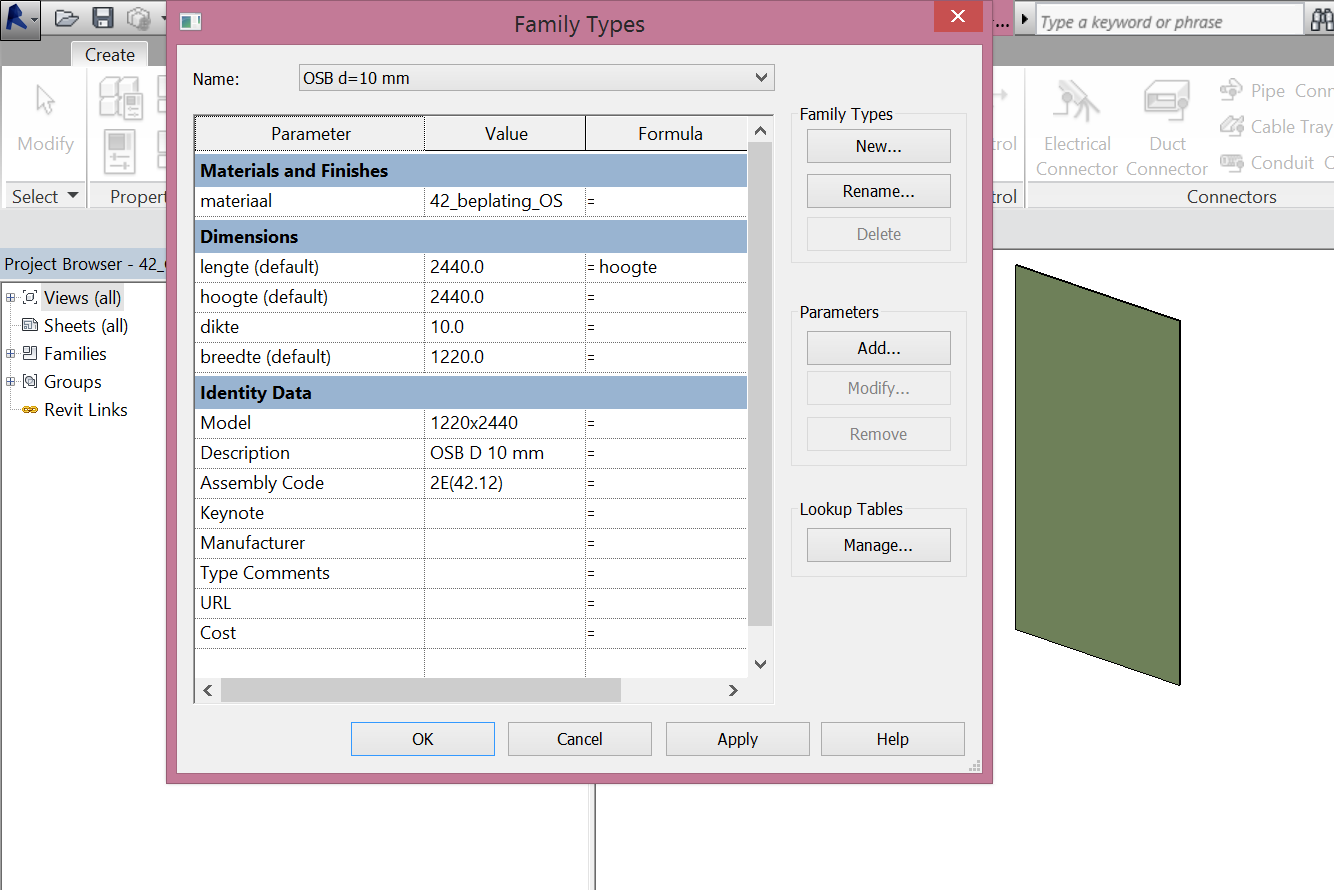 Family Types
...
Type a keyword or phrase
Create
Modify
Select
Propert
Name:
OSB d=10 mm
Parameter Value Formula
Materials and Finishes
materiaal 42_beplating_OS =
Dimensions
lengte (default) 2440.0 = hoogte
hoogte (default) 2440.0 =
dikte 10.0 =
breedte (default) 1220.0 =
Identity Data
Model 1220x2440 =
Description OSB D 10 mm =
Assembly Code 2E(42.12) =
Keynote =
Manufacturer =
Type Comments =
URL =
Cost =
Family Types
New...
Rename...
Delete
Parameters
Add...
Modify...
Remove
Lookup Tables
Manage...
OK Cancel Apply Help
trol
trol
Electrical
Connector
Duct
Connector
Pipe Conn
Cable Tray
Conduit C
Connectors
Project Browser - 42_
Views (all)
Sheets (all)
Families
Groups
Revit Links